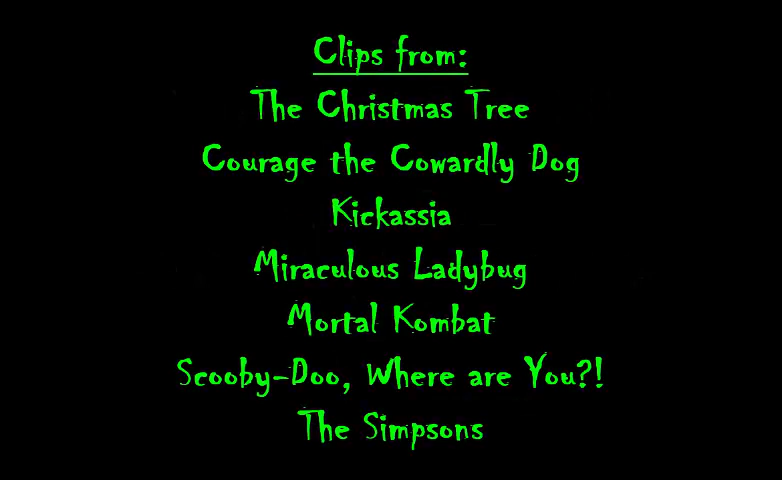 Clips from:
The Christmas Tree
Courage the Cowardly Dog
Kickassia
Miraculous Ladybug
Mortal Kombat
Scooby-Doo, Where are You?!
The Simpsons